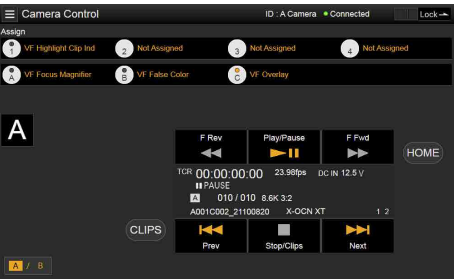 Camera Control
ID : A Camera
Connected
Lock
Assign
1 VF Highlight Clip Ind
2 Not Assigned
3 Not Assigned
4 Not Assigned
A VF Focus Magnifier
B VF False Color
C VF Overlay
A
F Rev
Play/Pause
F Fwd
HOME
TCR 00:00:00:00 23.98fps DC IN 12.5 V
PAUSE
A 010 / 010 8.6K 3:2
A001C002_21100820 X-OCN XT 1 2
CLIPS
Prev
Stop/Clips
Next
A / B